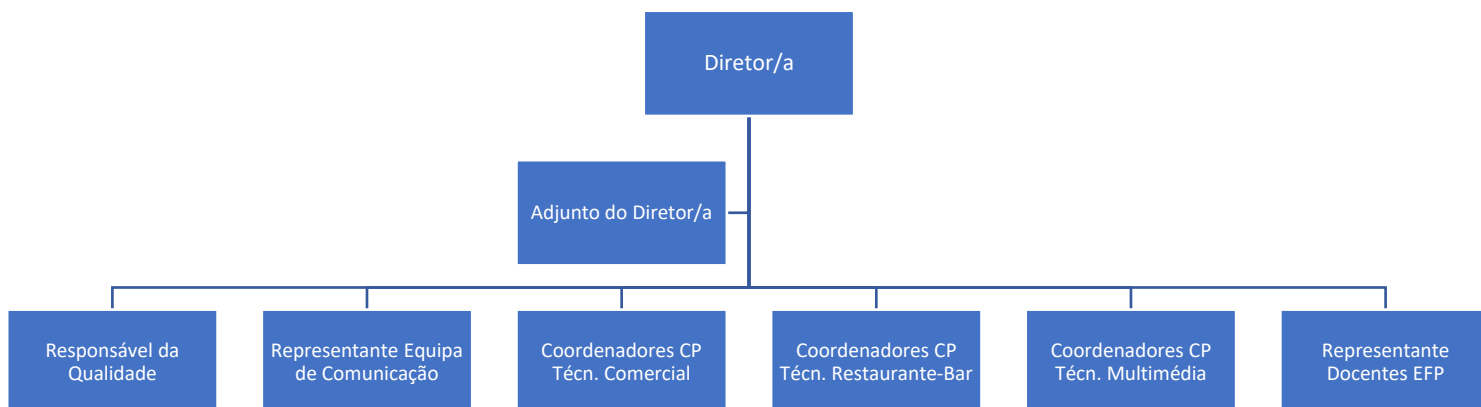 Diretor/a
Adjunto do Diretor/a
Responsável da
Qualidade
Representante Equipa
de Comunicação
Coordenadores CP
Técn. Comercial
Coordenadores CP
Técn. Restaurante-Bar
Coordenadores CP
Técn. Multimédia
Representante
Docentes EFP